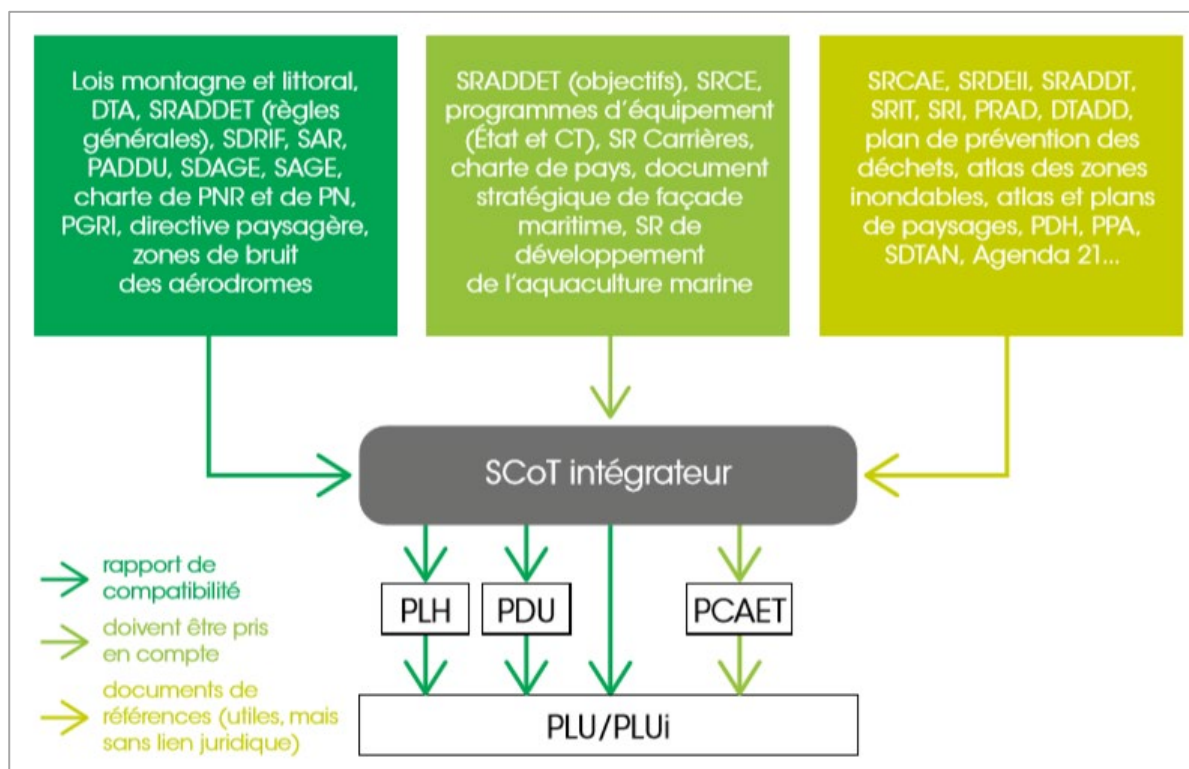 Lois montagne et littoral,
DTA, SRADDET (règles
générales), SDRIF, SAR,
PADDU, SDAGE, SAGE,
charte de PNR et de PN,
PGRI, directive paysagère,
zones de bruit
des aérodromes
SRADDET (objectifs), SRCE,
programmes d'équipement
(État et CT), SR Carrières,
charte de pays, document
stratégique de façade
maritime, SR de
développement
de l'aquaculture marine
SRCAE, SRDEII, SRADDT,
SRIT, SRI, PRAD, DTADD,
plan de prévention des
déchets, atlas des zones
inondables, atlas et plans
de paysages, PDH, PPA,
SDTAN, Agenda 21...
SCoT intégrateur
rapport de
compatibilité
doivent être pris
en compte
documents de
références (utiles, mais
sans lien juridique)
PLH
PDU
PCAET
PLU/PLUi